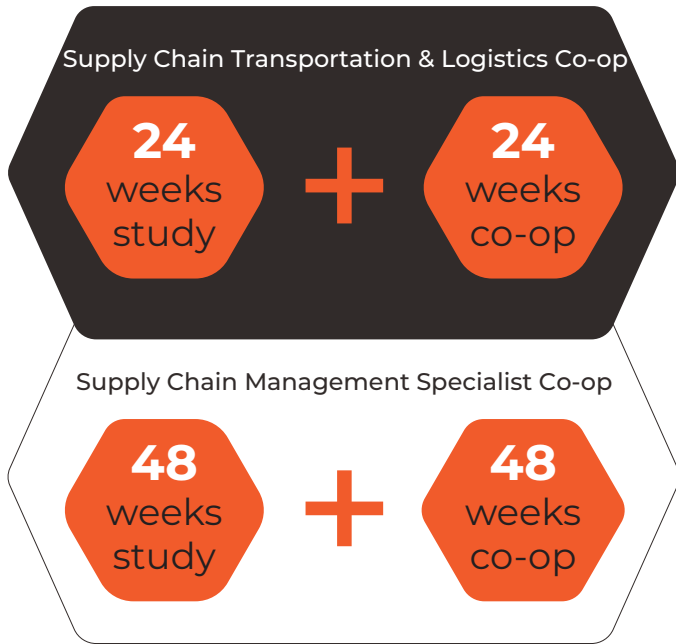 Supply Chain Transportation & Logistics Co-op
24
weeks
study
+
24
weeks
co-op
Supply Chain Management Specialist Co-op
48
weeks
study
+
48
weeks
co-op